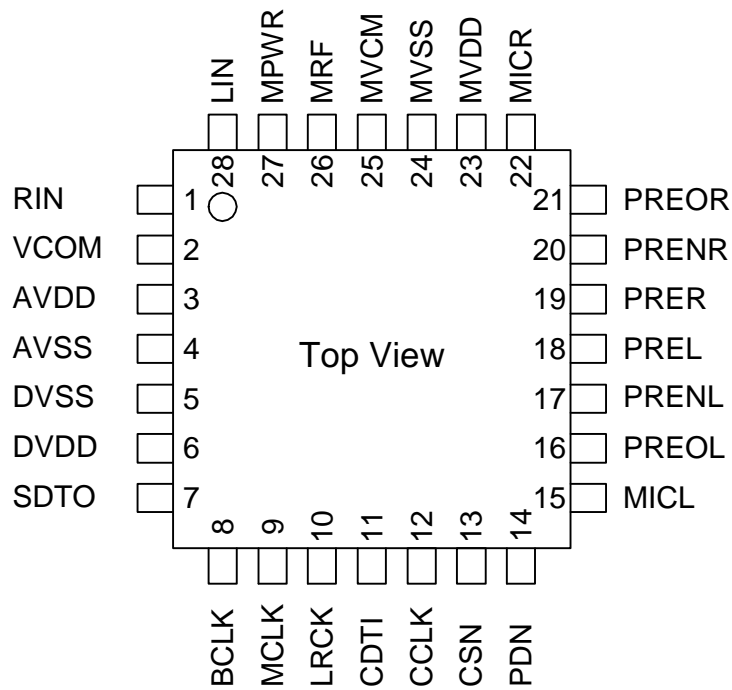 LIN
MPWR
MRF
MVCM
MVSS
MVDD
MICR
28
27
26
25
24
23
22
RIN
1
21
PREOR
VCOM
2
20
PRENR
AVDD
3
19
PRER
AVSS
4
Top View
18
PREL
DVSS
5
17
PRENL
DVDD
6
16
PREOL
SDTO
7
15
MICL
8
9
10
11
12
13
14
BCLK
MCLK
LRCK
CDTI
CCLK
CSN
PDN